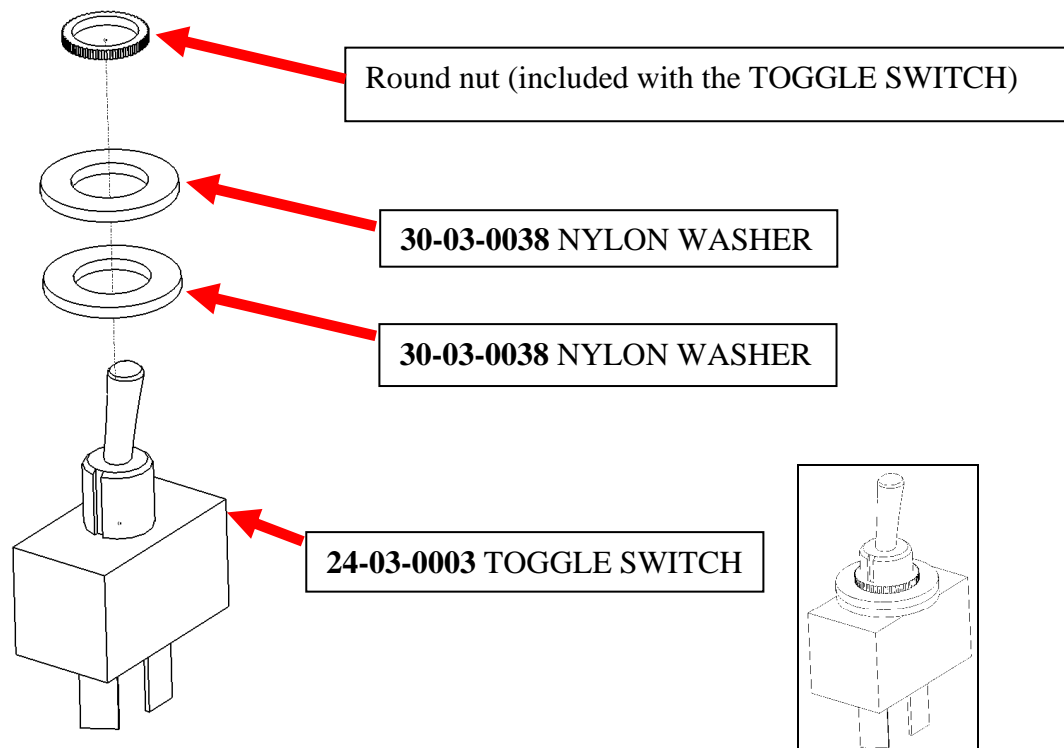 Round nut (included with the TOGGLE SWITCH)
30-03-0038 NYLON WASHER
30-03-0038 NYLON WASHER
24-03-0003 TOGGLE SWITCH